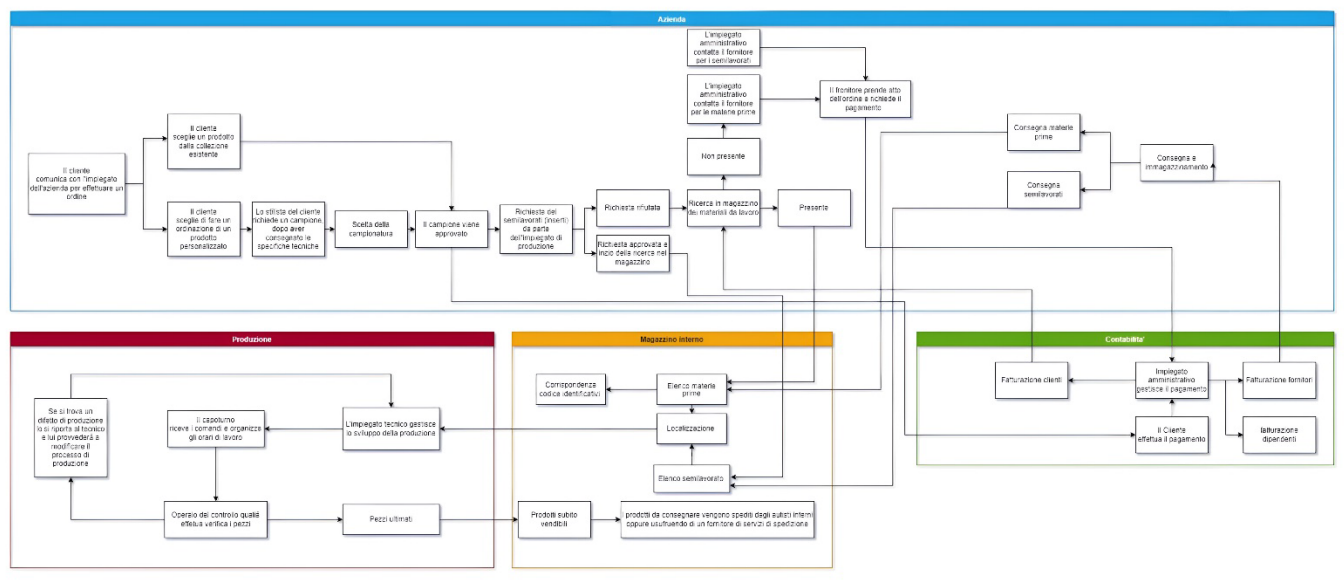 Azienda
L'impiegato
amministrativo
contatta il fornitore
per i semilavorati
L'impiegato
amministrativo
contatta il fornitore
per le materie prime
Il fronitore prende atto
dell'ordine e richiede il
pagamento
Il cliente
sceglie un prodotto
dalla collezione
esistente
Consegna materie
prime
Non presente
Consegna e
immagazzinamento
Il cliente
comunica con l'impiegato
dell'azienda per effettuare un
ordine
Consegna
semilavorati
Il cliente
sceglie di fare un
ordinazione di un
prodotto
personalizzato
Lo stilista del cliente
richiede un campione,
dopo aver
consegnato le
specifiche tecniche
Scelta della
campionatura
Il campione viene
approvato
Richiesta dei
semilavorati (inserti)
da parte
dell'impiegato di
produzione
Richiesta rifiutata
Ricerca in magazzino
dei materiali da lavoro
Presente
Richiesta approvata e
inizio della ricerca nel
magazzino
Produzione
Se si trova un
difetto di produzione
lo si riporta al tecnico
e lui provvederà a
modificare il
processo di
produzione
Il capoturno
riceve i comandi e organizza
gli orari di lavoro
L'impiegato tecnico gestisce
lo sviluppo della produzione
Operaio del controllo qualià
effetua verifica i pezzi
Pezzi ultimati
Magazzino interno
Corrispondenza
codice identificativi
Elenco materie
prime
Localizzazione
Elenco semilavorato
Prodotti subito
vendibili
I prodotti da consegnare vengono spediti dagli autisti interni
oppure usufruendo di un fornitore di servizi di spedizione
Contabilita'
Fatturazione clienti
Impiegato
amministrativo
gestisce il pagamento
Fatturazione fornitori
Il Cliente
effettua il pagamento
fatturazione
dipendenti